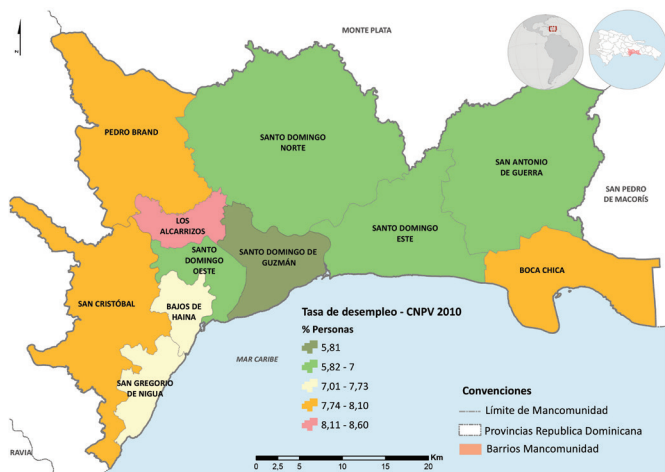 MONTE PLATA
PEDRO BRAND
SANTO DOMINGO
NORTE
SAN ANTONIO
DE GUERRA
SAN PEDRO
DE MACORÍS
LOS
ALCARRIZOS
SANTO DOMINGO
ESTE
SANTO
DOMINGO
OESTE
SANTO DOMINGO DE
GUZMÁN
BOCA CHICA
SAN CRISTÓBAL
BAJOS DE
HAINA
SAN GREGORIO
DE NIGUA
MAR CARIBE
RAVIA
Tasa de desempleo - CNPV 2010
% Personas
5,81
5,82 - 7
7,01 - 7,73
7,74 - 8,10
8,11 - 8,60
Convenciones
Límite de Mancomunidad
Provincias Republica Dominicana
Barrios Mancomunidad
Km
0 2,5 5 10 15 20